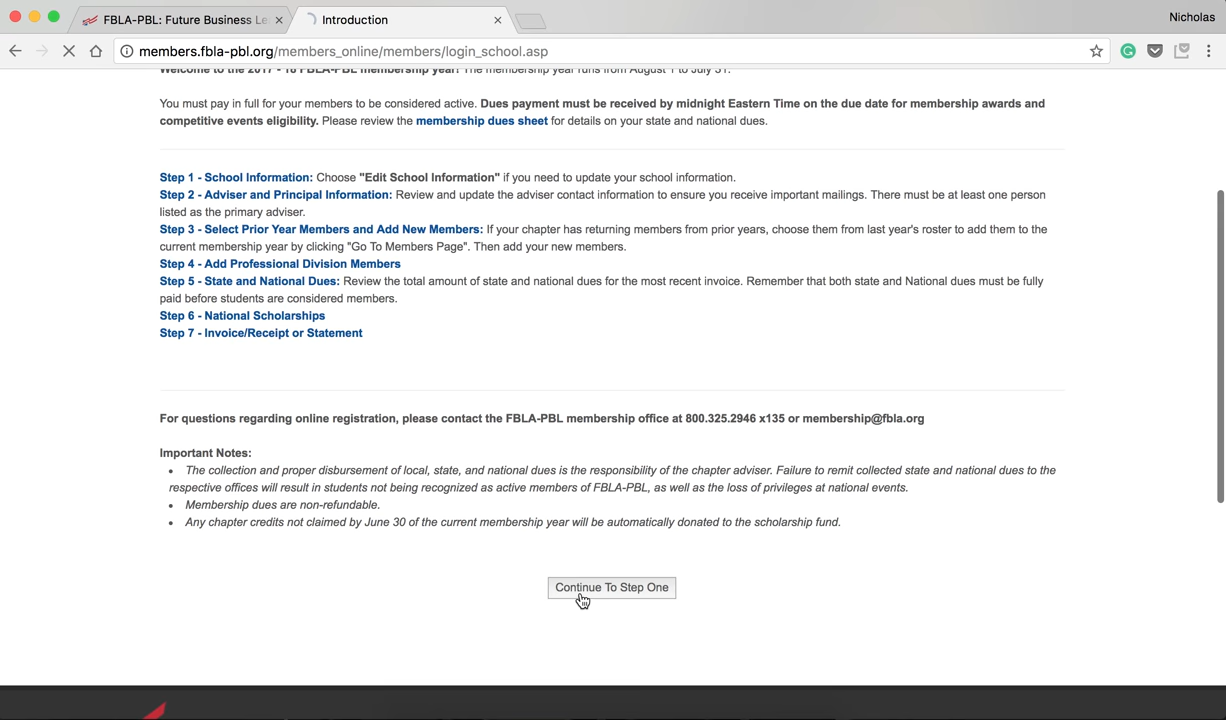 FBLA-PBL: Future Business Le
Introduction
Nicholas
members.fbla-pbl.org/members_online/members/login_school.asp
Welcome to the 2017 - 18 FBLA-PBL membership year! The membership year runs from August 1 to July 31.
You must pay in full for your members to be considered active. Dues payment must be received by midnight Eastern Time on the due date for membership awards and
competitive events eligibility. Please review the membership dues sheet for details on your state and national dues.
Step 1 - School Information: Choose "Edit School Information" if you need to update your school information.
Step 2 - Adviser and Principal Information: Review and update the adviser contact information to ensure you receive important mailings. There must be at least one person
listed as the primary adviser.
Step 3 - Select Prior Year Members and Add New Members: If your chapter has returning members from prior years, choose them from last year's roster to add them to the
current membership year by clicking "Go To Members Page". Then add your new members.
Step 4 - Add Professional Division Members
Step 5 - State and National Dues: Review the total amount of state and national dues for the most recent invoice. Remember that both state and National dues must be fully
paid before students are considered members.
Step 6 - National Scholarships
Step 7 - Invoice/Receipt or Statement
For questions regarding online registration, please contact the FBLA-PBL membership office at 800.325.2946 x135 or membership@fbla.org
Important Notes:
• The collection and proper disbursement of local, state, and national dues is the responsibility of the chapter adviser. Failure to remit collected state and national dues to the
respective offices will result in students not being recognized as active members of FBLA-PBL, as well as the loss of privileges at national events.
• Membership dues are non-refundable.
• Any chapter credits not claimed by June 30 of the current membership year will be automatically donated to the scholarship fund.
Continue To Step One